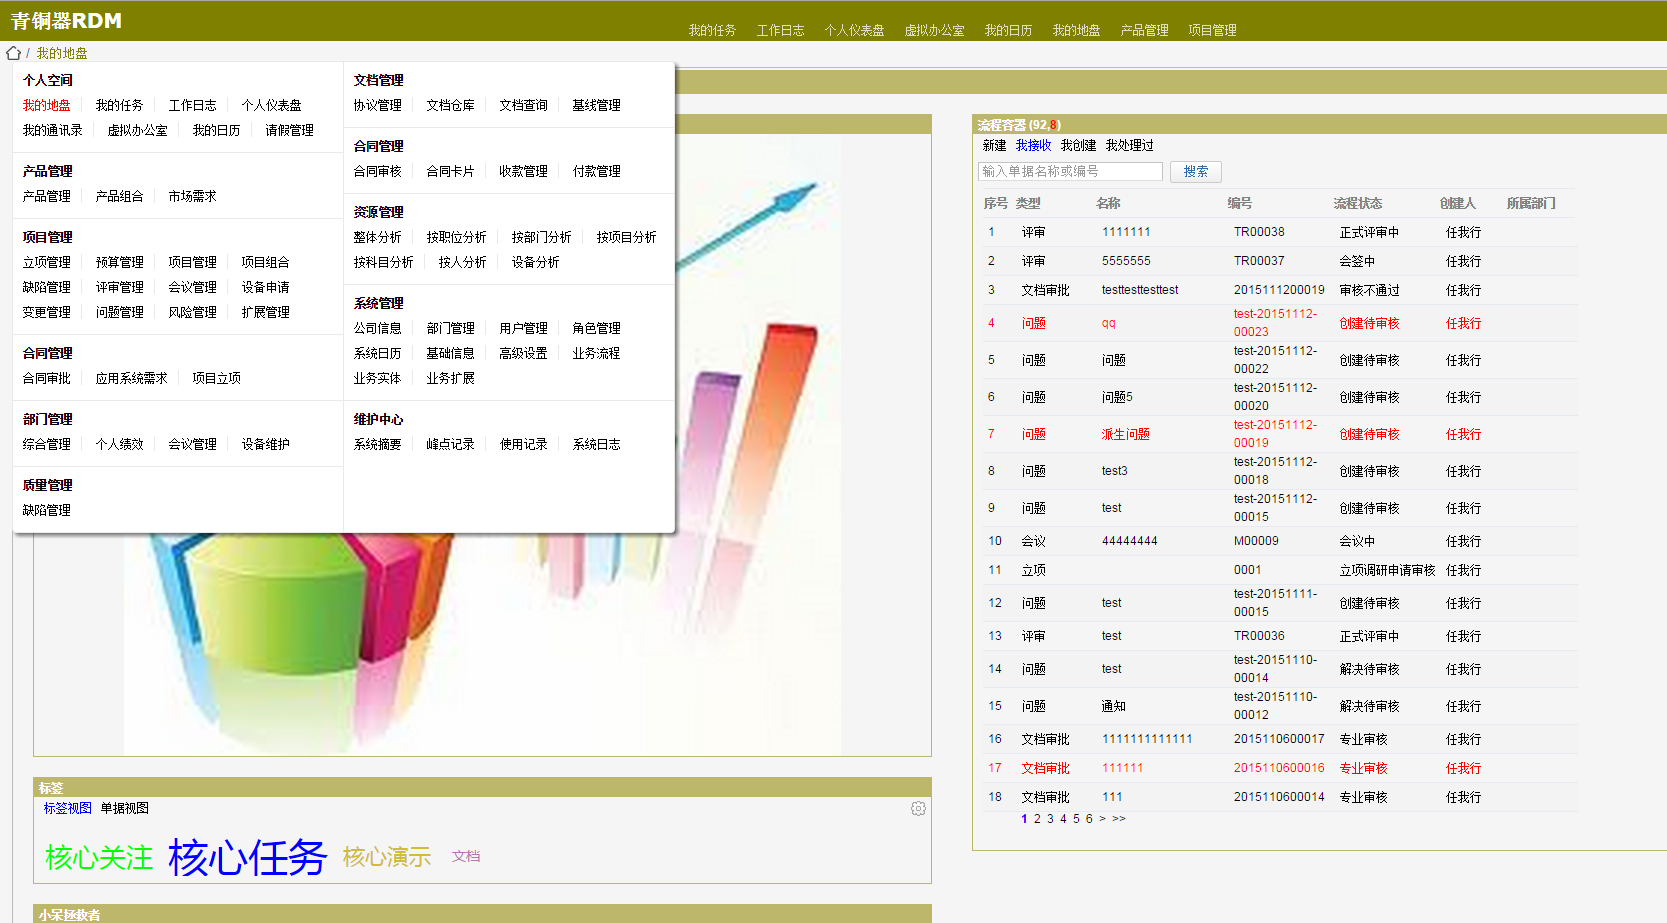 青铜器RDM
我的任务 工作日志 个人仪表盘 虚拟办公室 我的日历 我的地盘 产品管理 项目管理
/ 我的地盘
个人空间
我的地盘 我的任务 工作日志 个人仪表盘
我的通讯录 虚拟办公室 我的日历 请假管理
产品管理
产品管理 产品组合 市场需求
项目管理
立项管理 预算管理 项目管理 项目组合
缺陷管理 评审管理 会议管理 设备申请
变更管理 问题管理 风险管理 扩展管理
合同管理
合同审批 应用系统需求 项目立项
部门管理
综合管理 个人绩效 会议管理 设备维护
质量管理
缺陷管理
文档管理
协议管理 文档仓库 文档查询 基线管理
合同管理
合同审核 合同卡片 收款管理 付款管理
资源管理
整体分析 按职位分析 按部门分析 按项目分析
按科目分析 按人分析 设备分析
系统管理
公司信息 部门管理 用户管理 角色管理
系统日历 基础信息 高级设置 业务流程
业务实体 业务扩展
维护中心
系统摘要 峰点记录 使用记录 系统日志
标签
标签视图 单据视图
核心关注 核心任务 核心演示 文档
小呆拯救者
流程容器 (92,8)
新建 我接收 我创建 我处理过
输入单据名称或编号 搜索
序号 类型 名称 编号 流程状态 创建人 所属部门
1 评审 1111111 TR00038 正式评审中 任我行
2 评审 5555555 TR00037 会签中 任我行
3 文档审批 testtesttesttest 2015111200019 审核不通过 任我行
4 问题 qq test-20151112-00023 创建待审核 任我行
5 问题 问题 test-20151112-00022 创建待审核 任我行
6 问题 问题5 test-20151112-00020 创建待审核 任我行
7 问题 派生问题 test-20151112-00019 创建待审核 任我行
8 问题 test3 test-20151112-00018 创建待审核 任我行
9 问题 test test-20151112-00015 创建待审核 任我行
10 会议 44444444 M00009 会议中 任我行
11 立项 0001 立项调研申请审核 任我行
12 问题 test test-20151111-00015 创建待审核 任我行
13 评审 test TR00036 正式评审中 任我行
14 问题 test test-20151110-00014 解决待审核 任我行
15 问题 通知 test-20151110-00012 解决待审核 任我行
16 文档审批 1111111111111 2015110600017 专业审核 任我行
17 文档审批 111111 2015110600016 专业审核 任我行
18 文档审批 111 2015110600014 专业审核 任我行
1 2 3 4 5 6 > >>